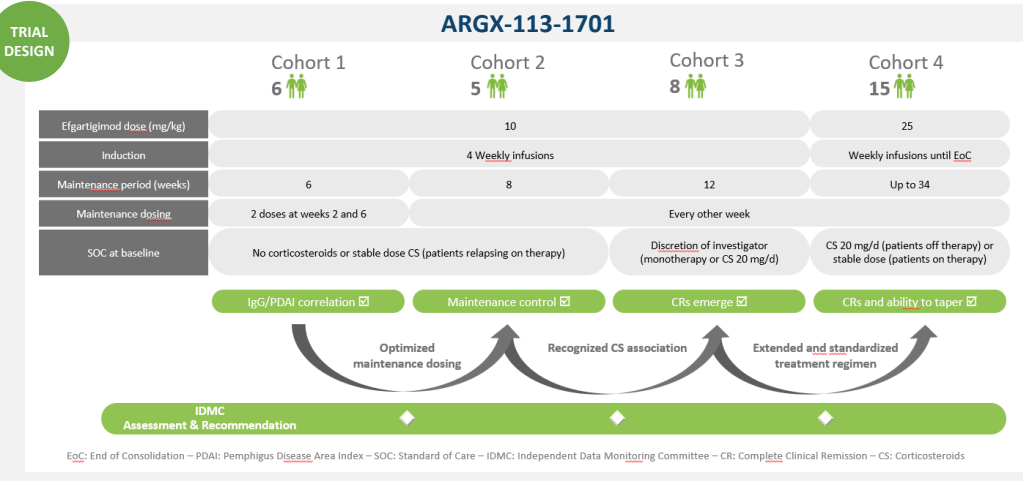 TRIAL
DESIGN
ARGX-113-1701
Cohort 1
6
Cohort 2
5
Cohort 3
8
Cohort 4
15
Efgartigimod dose (mg/kg)
10
25
Induction
4 Weekly infusions
Weekly infusions until EoC
Maintenance period (weeks)
6
8
12
Up to 34
Maintenance dosing
2 doses at weeks 2 and 6
Every other week
SOC at baseline
No corticosteroids or stable dose CS (patients relapsing on therapy)
Discretion of investigator
(monotherapy or CS 20 mg/d)
CS 20 mg/d (patients off therapy) or
stable dose (patients on therapy)
IgG/PDAI correlation ☑
Maintenance control ☑
CRs emerge ☑
CRs and ability to taper ☑
Optimized
maintenance dosing
Recognized CS association
Extended and standardized
treatment regimen
IDMC
Assessment & Recommendation
EoC: End of Consolidation – PDAI: Pemphigus Disease Area Index – SOC: Standard of Care – IDMC: Independent Data Monitoring Committee – CR: Complete Clinical Remission – CS: Corticosteroids